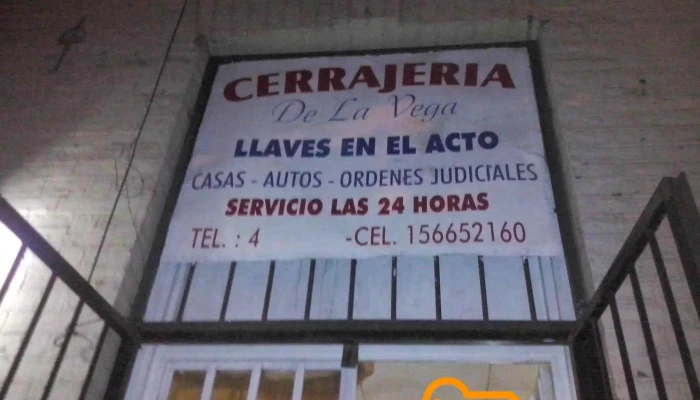 CERRAJERIA
De La Vega
LLAVES EN EL ACTO
CASAS - AUTOS - ORDENES JUDICIALES
SERVICIO LAS 24 HORAS
TEL. : 4 -CEL. 156652160